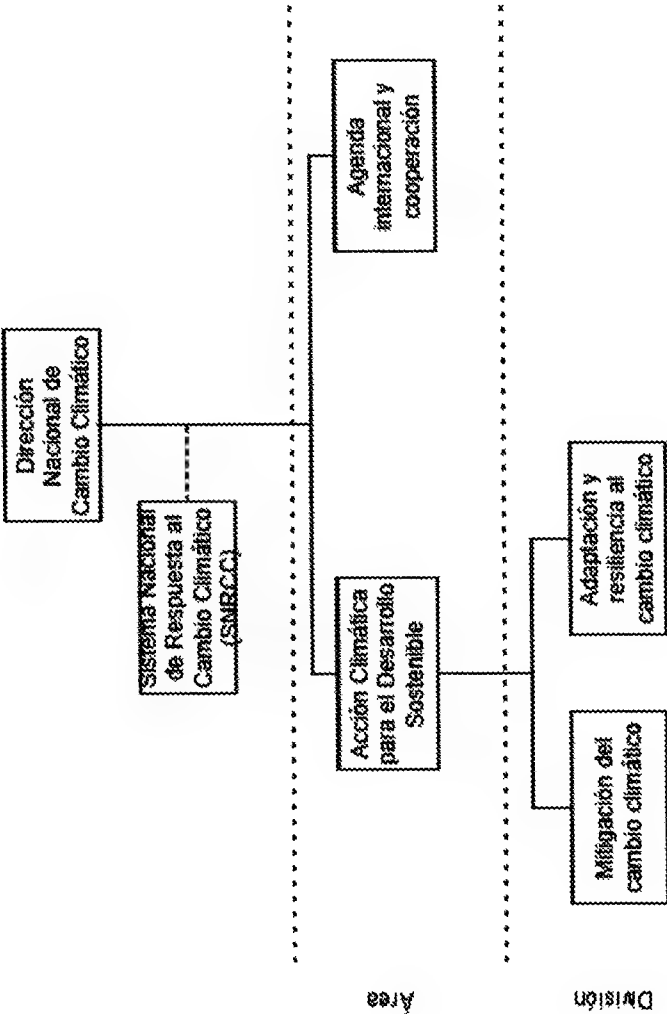 Dirección
Nacional de
Cambio Climático
Sistema Nacional
de Respuesta al
Cambio Climático
(SNRCC)
Área
Acción Climática
para el Desarrollo
Sostenible
Agenda
internacional y
cooperación
División
Mitigación del
cambio climático
Adaptación y
resiliencia al
cambio climático